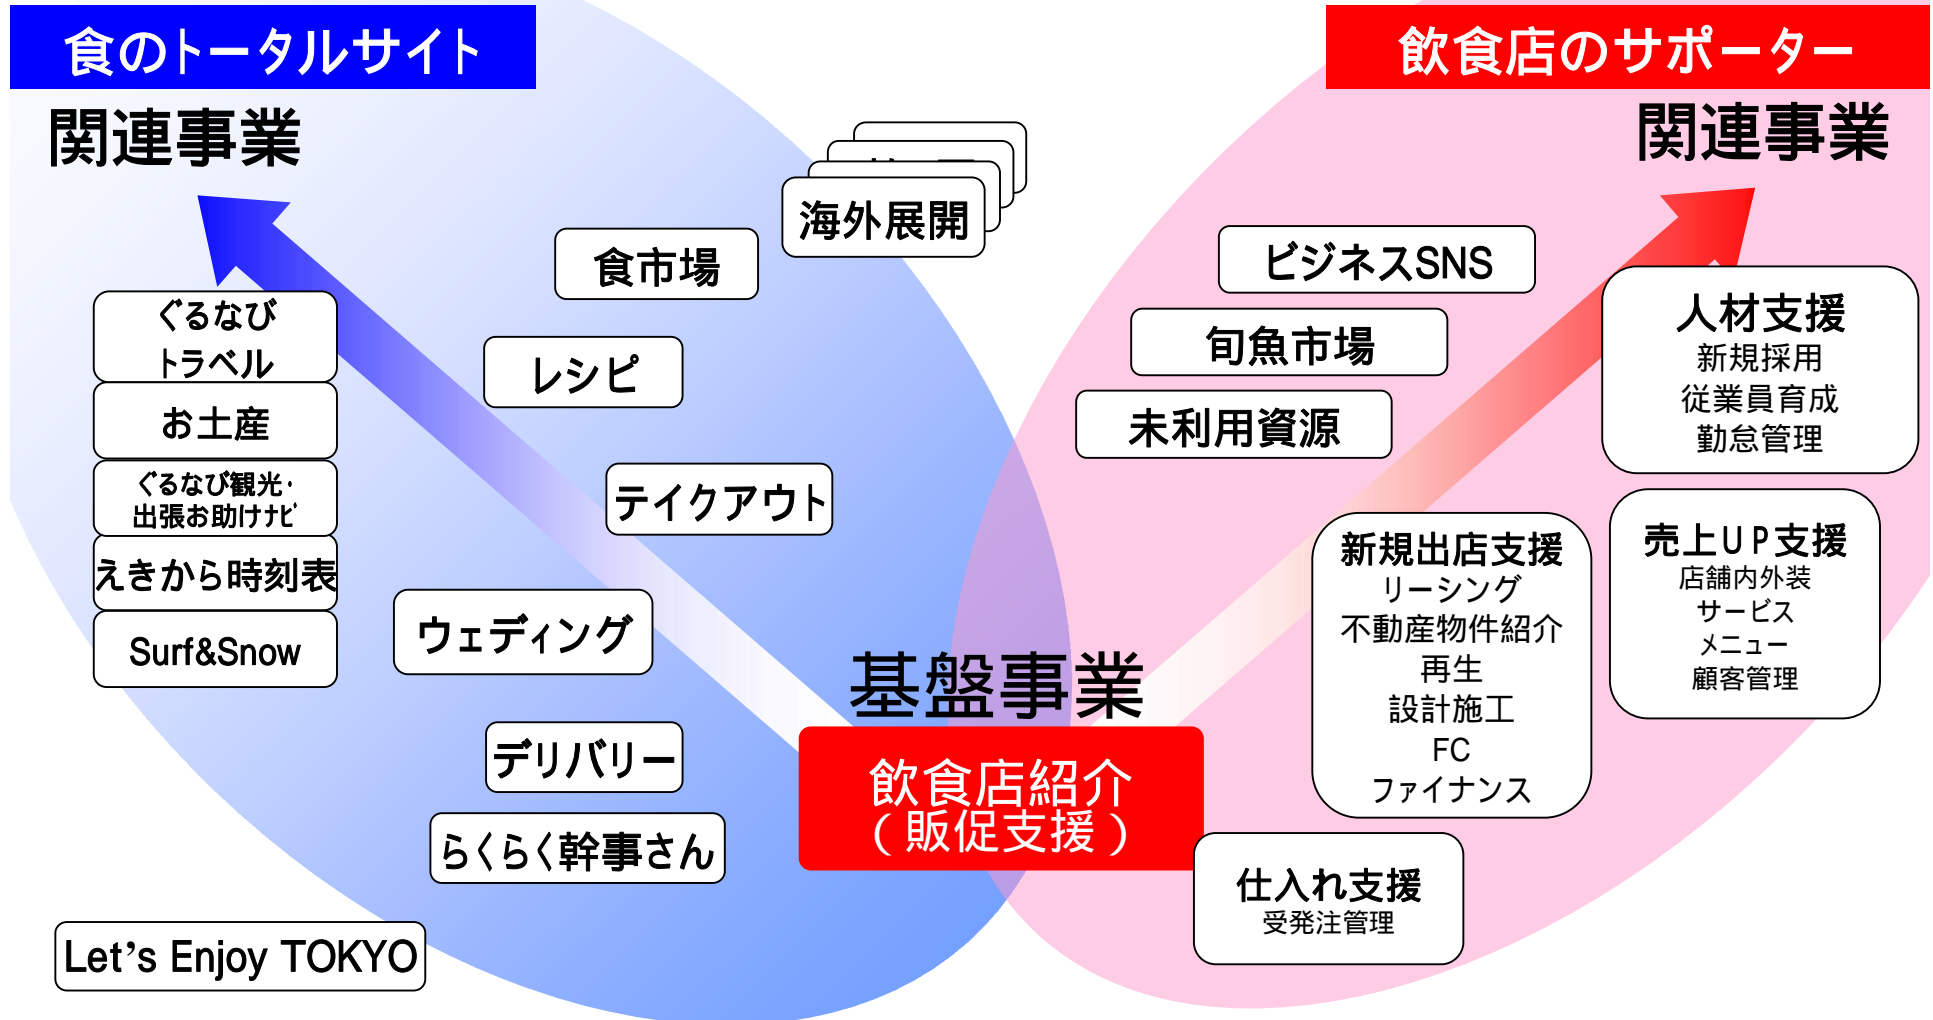 食のトータルサイト
関連事業
飲食店のサポーター
関連事業
海外展開
食市場
レシピ
テイクアウト
ウェディング
デリバリー
らくらく幹事さん
ぐるなび
トラベル
お土産
ぐるなび観光・
出張お助けナビ
えきから時刻表
Surf&Snow
Let’s Enjoy TOKYO
基盤事業
飲食店紹介
（販促支援）
ビジネスSNS
旬魚市場
未利用資源
人材支援
新規採用
従業員育成
勤怠管理
新規出店支援
リーシング
不動産物件紹介
再生
設計施工
FC
ファイナンス
売上UP支援
店舗内外装
サービス
メニュー
顧客管理
仕入れ支援
受発注管理